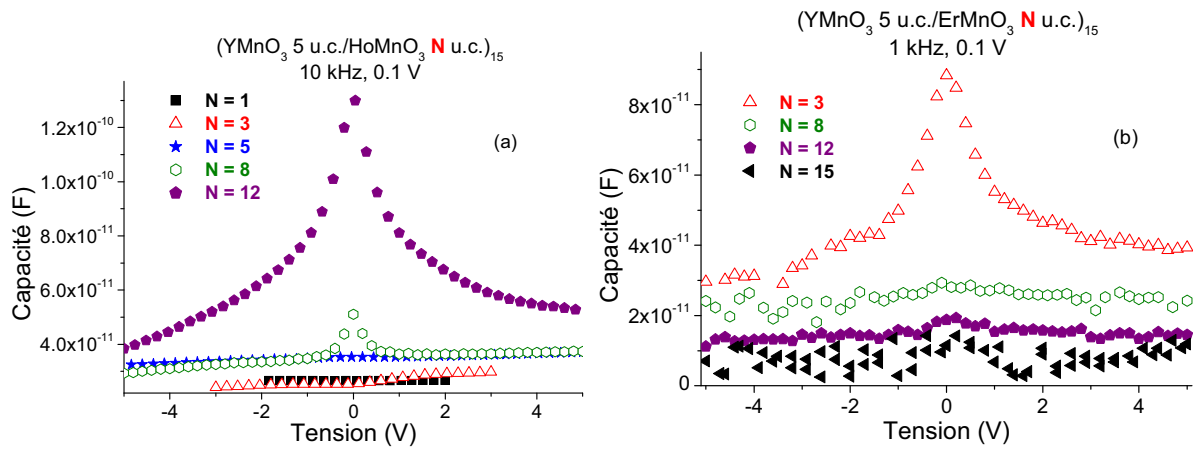 (YMnO₃ 5 u.c./HoMnO₃ N u.c.)₁₅
10 kHz, 0.1 V
N = 1
N = 3
N = 5
N = 8
N = 12
(a)
1.2x10⁻¹⁰
1.0x10⁻¹⁰
8.0x10⁻¹¹
6.0x10⁻¹¹
4.0x10⁻¹¹
Capacité (F)
-4 -2 0 2 4
Tension (V)
(YMnO₃ 5 u.c./ErMnO₃ N u.c.)₁₅
1 kHz, 0.1 V
N = 3
N = 8
N = 12
N = 15
(b)
8x10⁻¹¹
6x10⁻¹¹
4x10⁻¹¹
2x10⁻¹¹
0
Capacité (F)
-4 -2 0 2 4
Tension (V)